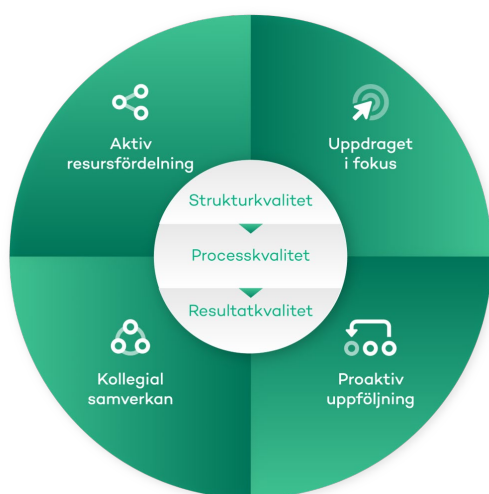 Aktiv
resursfördelning
Uppdraget
i fokus
Strukturkvalitet
Processkvalitet
Resultatkvalitet
Kollegial
samverkan
Proaktiv
uppföljning